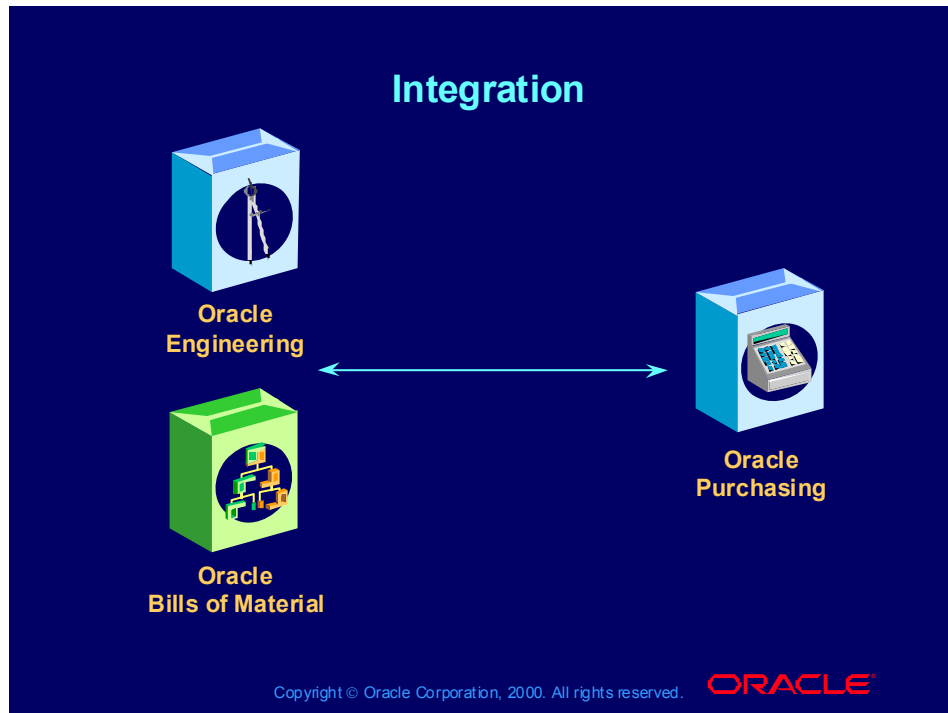 Integration
Oracle
Engineering
Oracle
Purchasing
Oracle
Bills of Material
Copyright © Oracle Corporation, 2000. All rights reserved.
ORACLE®